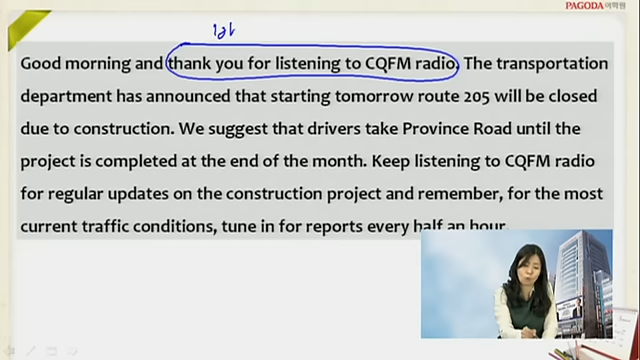 PAGODA어학원
Good morning and thank you for listening to CQFM radio. The transportation
department has announced that starting tomorrow route 205 will be closed
due to construction. We suggest that drivers take Province Road until the
project is completed at the end of the month. Keep listening to CQFM radio
for regular updates on the construction project and remember, for the most
current traffic conditions, tune in for reports every half an hour.